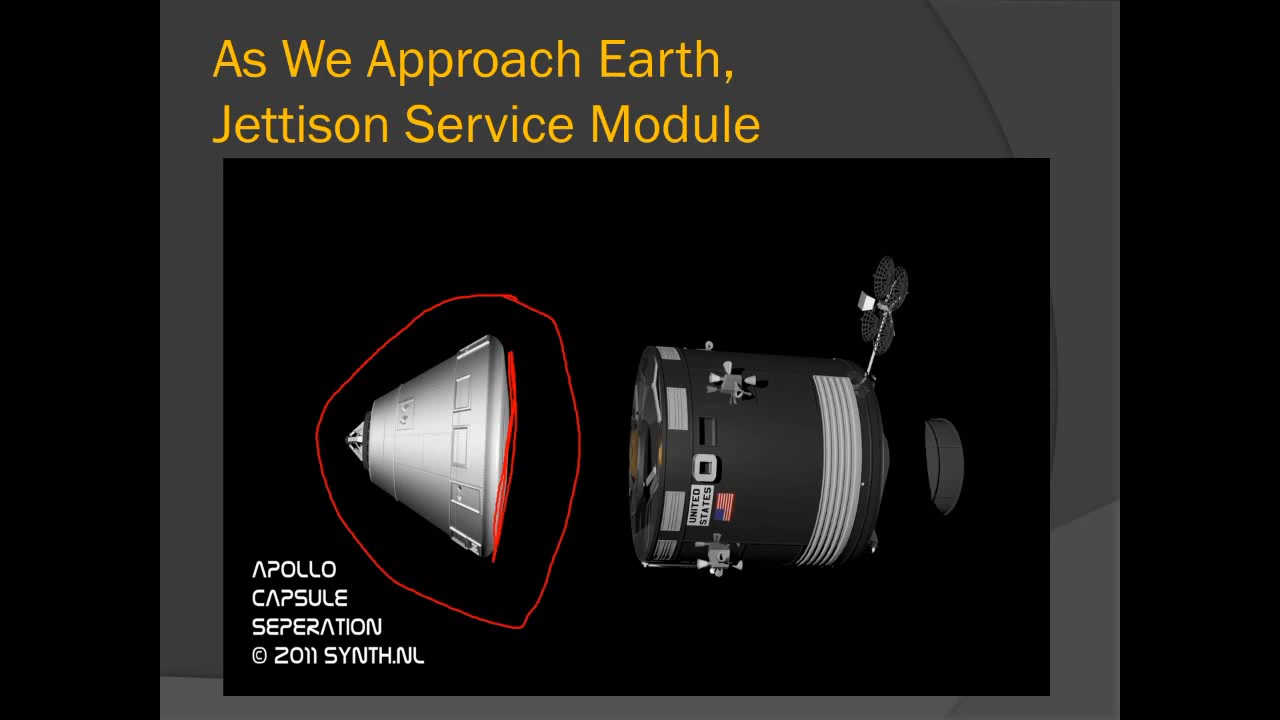 As We Approach Earth,
Jettison Service Module
UNITED
STATES
APOLLO
CAPSULE
SEPERATION
© 2011 SYNTH.NL